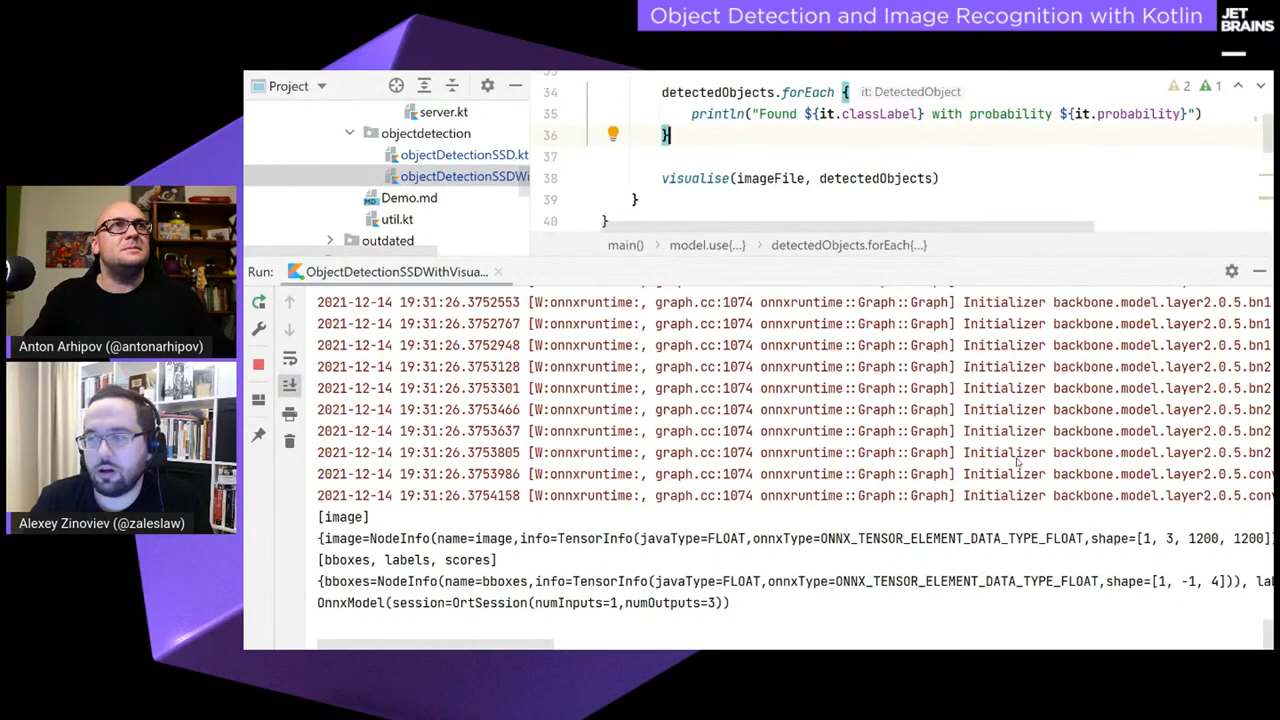 Object Detection and Image Recognition with Kotlin
JET
BRAINS
Project
server.kt
objectdetection
objectDetectionSSD.kt
objectDetectionSSDWi
Demo.md
util.kt
outdated
34 detectedObjects.forEach { it: DetectedObject
35 println("Found ${it.classLabel} with probability ${it.probability}")
36 }
37
38 visualise(imageFile, detectedObjects)
39 }
40 }
2 1
main() model.use{...} detectedObjects.forEach{...}
Run: ObjectDetectionSSDWithVisua...
2021-12-14 19:31:26.3752553 [W:onnxruntime:, graph.cc:1074 onnxruntime::Graph::Graph] Initializer backbone.model.layer2.0.5.bn1
2021-12-14 19:31:26.3752767 [W:onnxruntime:, graph.cc:1074 onnxruntime::Graph::Graph] Initializer backbone.model.layer2.0.5.bn1
2021-12-14 19:31:26.3752948 [W:onnxruntime:, graph.cc:1074 onnxruntime::Graph::Graph] Initializer backbone.model.layer2.0.5.bn1
2021-12-14 19:31:26.3753128 [W:onnxruntime:, graph.cc:1074 onnxruntime::Graph::Graph] Initializer backbone.model.layer2.0.5.bn2
2021-12-14 19:31:26.3753301 [W:onnxruntime:, graph.cc:1074 onnxruntime::Graph::Graph] Initializer backbone.model.layer2.0.5.bn2
2021-12-14 19:31:26.3753466 [W:onnxruntime:, graph.cc:1074 onnxruntime::Graph::Graph] Initializer backbone.model.layer2.0.5.bn2
2021-12-14 19:31:26.3753637 [W:onnxruntime:, graph.cc:1074 onnxruntime::Graph::Graph] Initializer backbone.model.layer2.0.5.bn2
2021-12-14 19:31:26.3753805 [W:onnxruntime:, graph.cc:1074 onnxruntime::Graph::Graph] Initializer backbone.model.layer2.0.5.bn2
2021-12-14 19:31:26.3753986 [W:onnxruntime:, graph.cc:1074 onnxruntime::Graph::Graph] Initializer backbone.model.layer2.0.5.con
2021-12-14 19:31:26.3754158 [W:onnxruntime:, graph.cc:1074 onnxruntime::Graph::Graph] Initializer backbone.model.layer2.0.5.con
[image]
{image=NodeInfo(name=image,info=TensorInfo(javaType=FLOAT,onnxType=ONNX_TENSOR_ELEMENT_DATA_TYPE_FLOAT,shape=[1, 3, 1200, 1200]
[bboxes, labels, scores]
{bboxes=NodeInfo(name=bboxes,info=TensorInfo(javaType=FLOAT,onnxType=ONNX_TENSOR_ELEMENT_DATA_TYPE_FLOAT,shape=[1, -1, 4])), la
OnnxModel(session=OrtSession(numInputs=1,numOutputs=3))
Anton Arhipov (@antonarhipov)
Alexey Zinoviev (@zaleslaw)